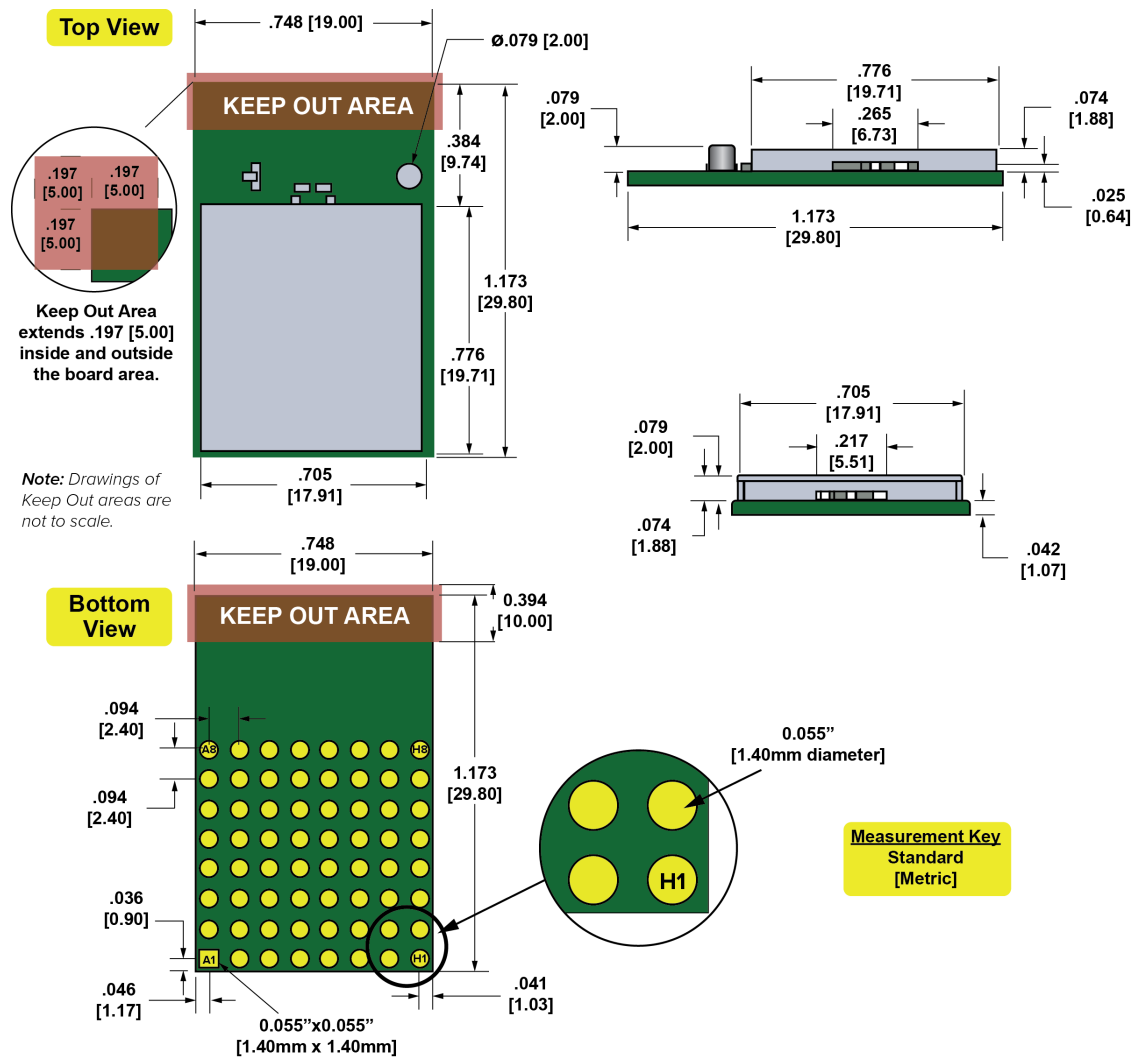 Top View
.748 [19.00]
ø.079 [2.00]
KEEP OUT AREA
.384
[9.74]
.197
[5.00]
.197
[5.00]
.197
[5.00]
1.173
[29.80]
Keep Out Area
extends .197 [5.00]
inside and outside
the board area.
.776
[19.71]
.705
[17.91]
Note: Drawings of
Keep Out areas are
not to scale.
.776
[19.71]
.079
[2.00]
.265
[6.73]
.074
[1.88]
.025
[0.64]
1.173
[29.80]
.705
[17.91]
.079
[2.00]
.217
[5.51]
.074
[1.88]
.042
[1.07]
.748
[19.00]
Bottom
View
KEEP OUT AREA
0.394
[10.00]
.094
[2.40]
A8
H8
.094
[2.40]
1.173
[29.80]
0.055”
[1.40mm diameter]
H1
Measurement Key
Standard
[Metric]
.036
[0.90]
A1
H1
.046
[1.17]
.041
[1.03]
0.055”x0.055”
[1.40mm x 1.40mm]